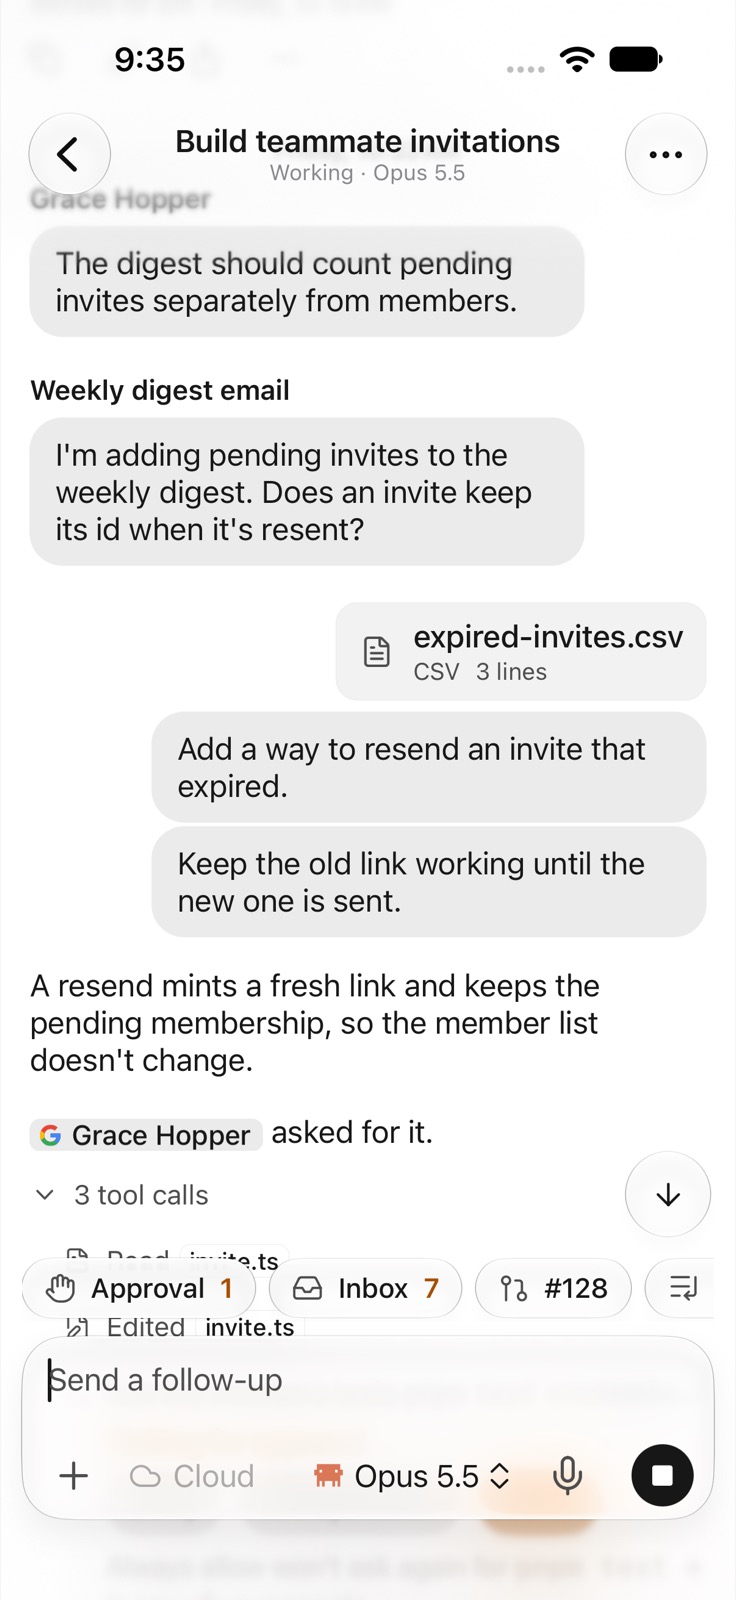 9:35
Build teammate invitations
Working · Opus 5.5
Grace Hopper
The digest should count pending
invites separately from members.
Weekly digest email
I'm adding pending invites to the
weekly digest. Does an invite keep
its id when it's resent?
expired-invites.csv
CSV 3 lines
Add a way to resend an invite that
expired.
Keep the old link working until the
new one is sent.
A resend mints a fresh link and keeps the
pending membership, so the member list
doesn't change.
Grace Hopper asked for it.
3 tool calls
Read invite.ts
Approval 1
Inbox 7
#128
Edited invite.ts
Send a follow-up
Cloud
Opus 5.5